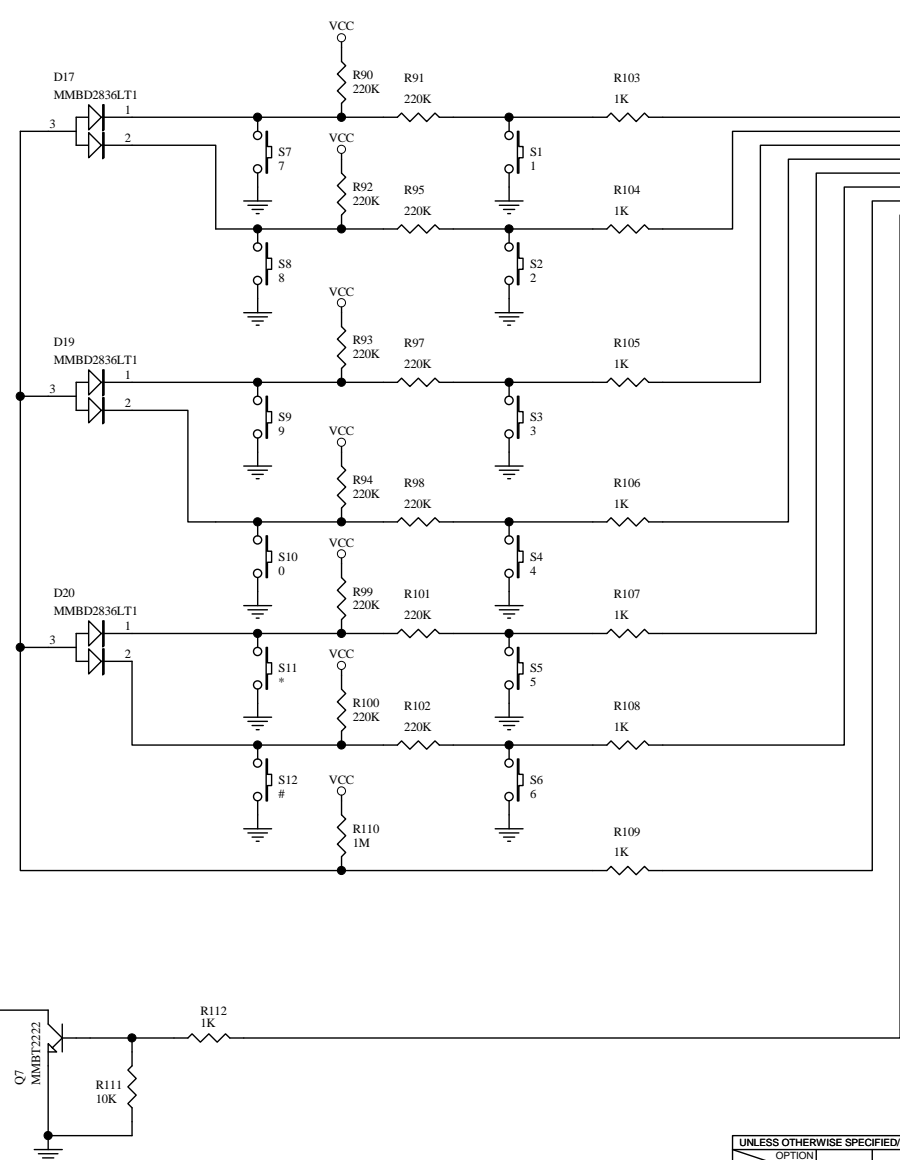 VCC
D17
MMBD2836LT1
1
2
3
R90
220K
R91
220K
R103
1K
S7
7
VCC
S1
1
R92
220K
R95
220K
R104
1K
S8
8
S2
2
VCC
D19
MMBD2836LT1
1
2
3
R93
220K
R97
220K
R105
1K
S9
9
S3
3
VCC
R94
220K
R98
220K
R106
1K
S10
0
S4
4
VCC
D20
MMBD2836LT1
1
2
3
R99
220K
R101
220K
R107
1K
S11
*
S5
5
VCC
R100
220K
R102
220K
R108
1K
S12
#
S6
6
VCC
R110
1M
R109
1K
R112
1K
Q7
MMBT2222
R111
10K
UNLESS OTHERWISE SPECIFIED/
OPTION